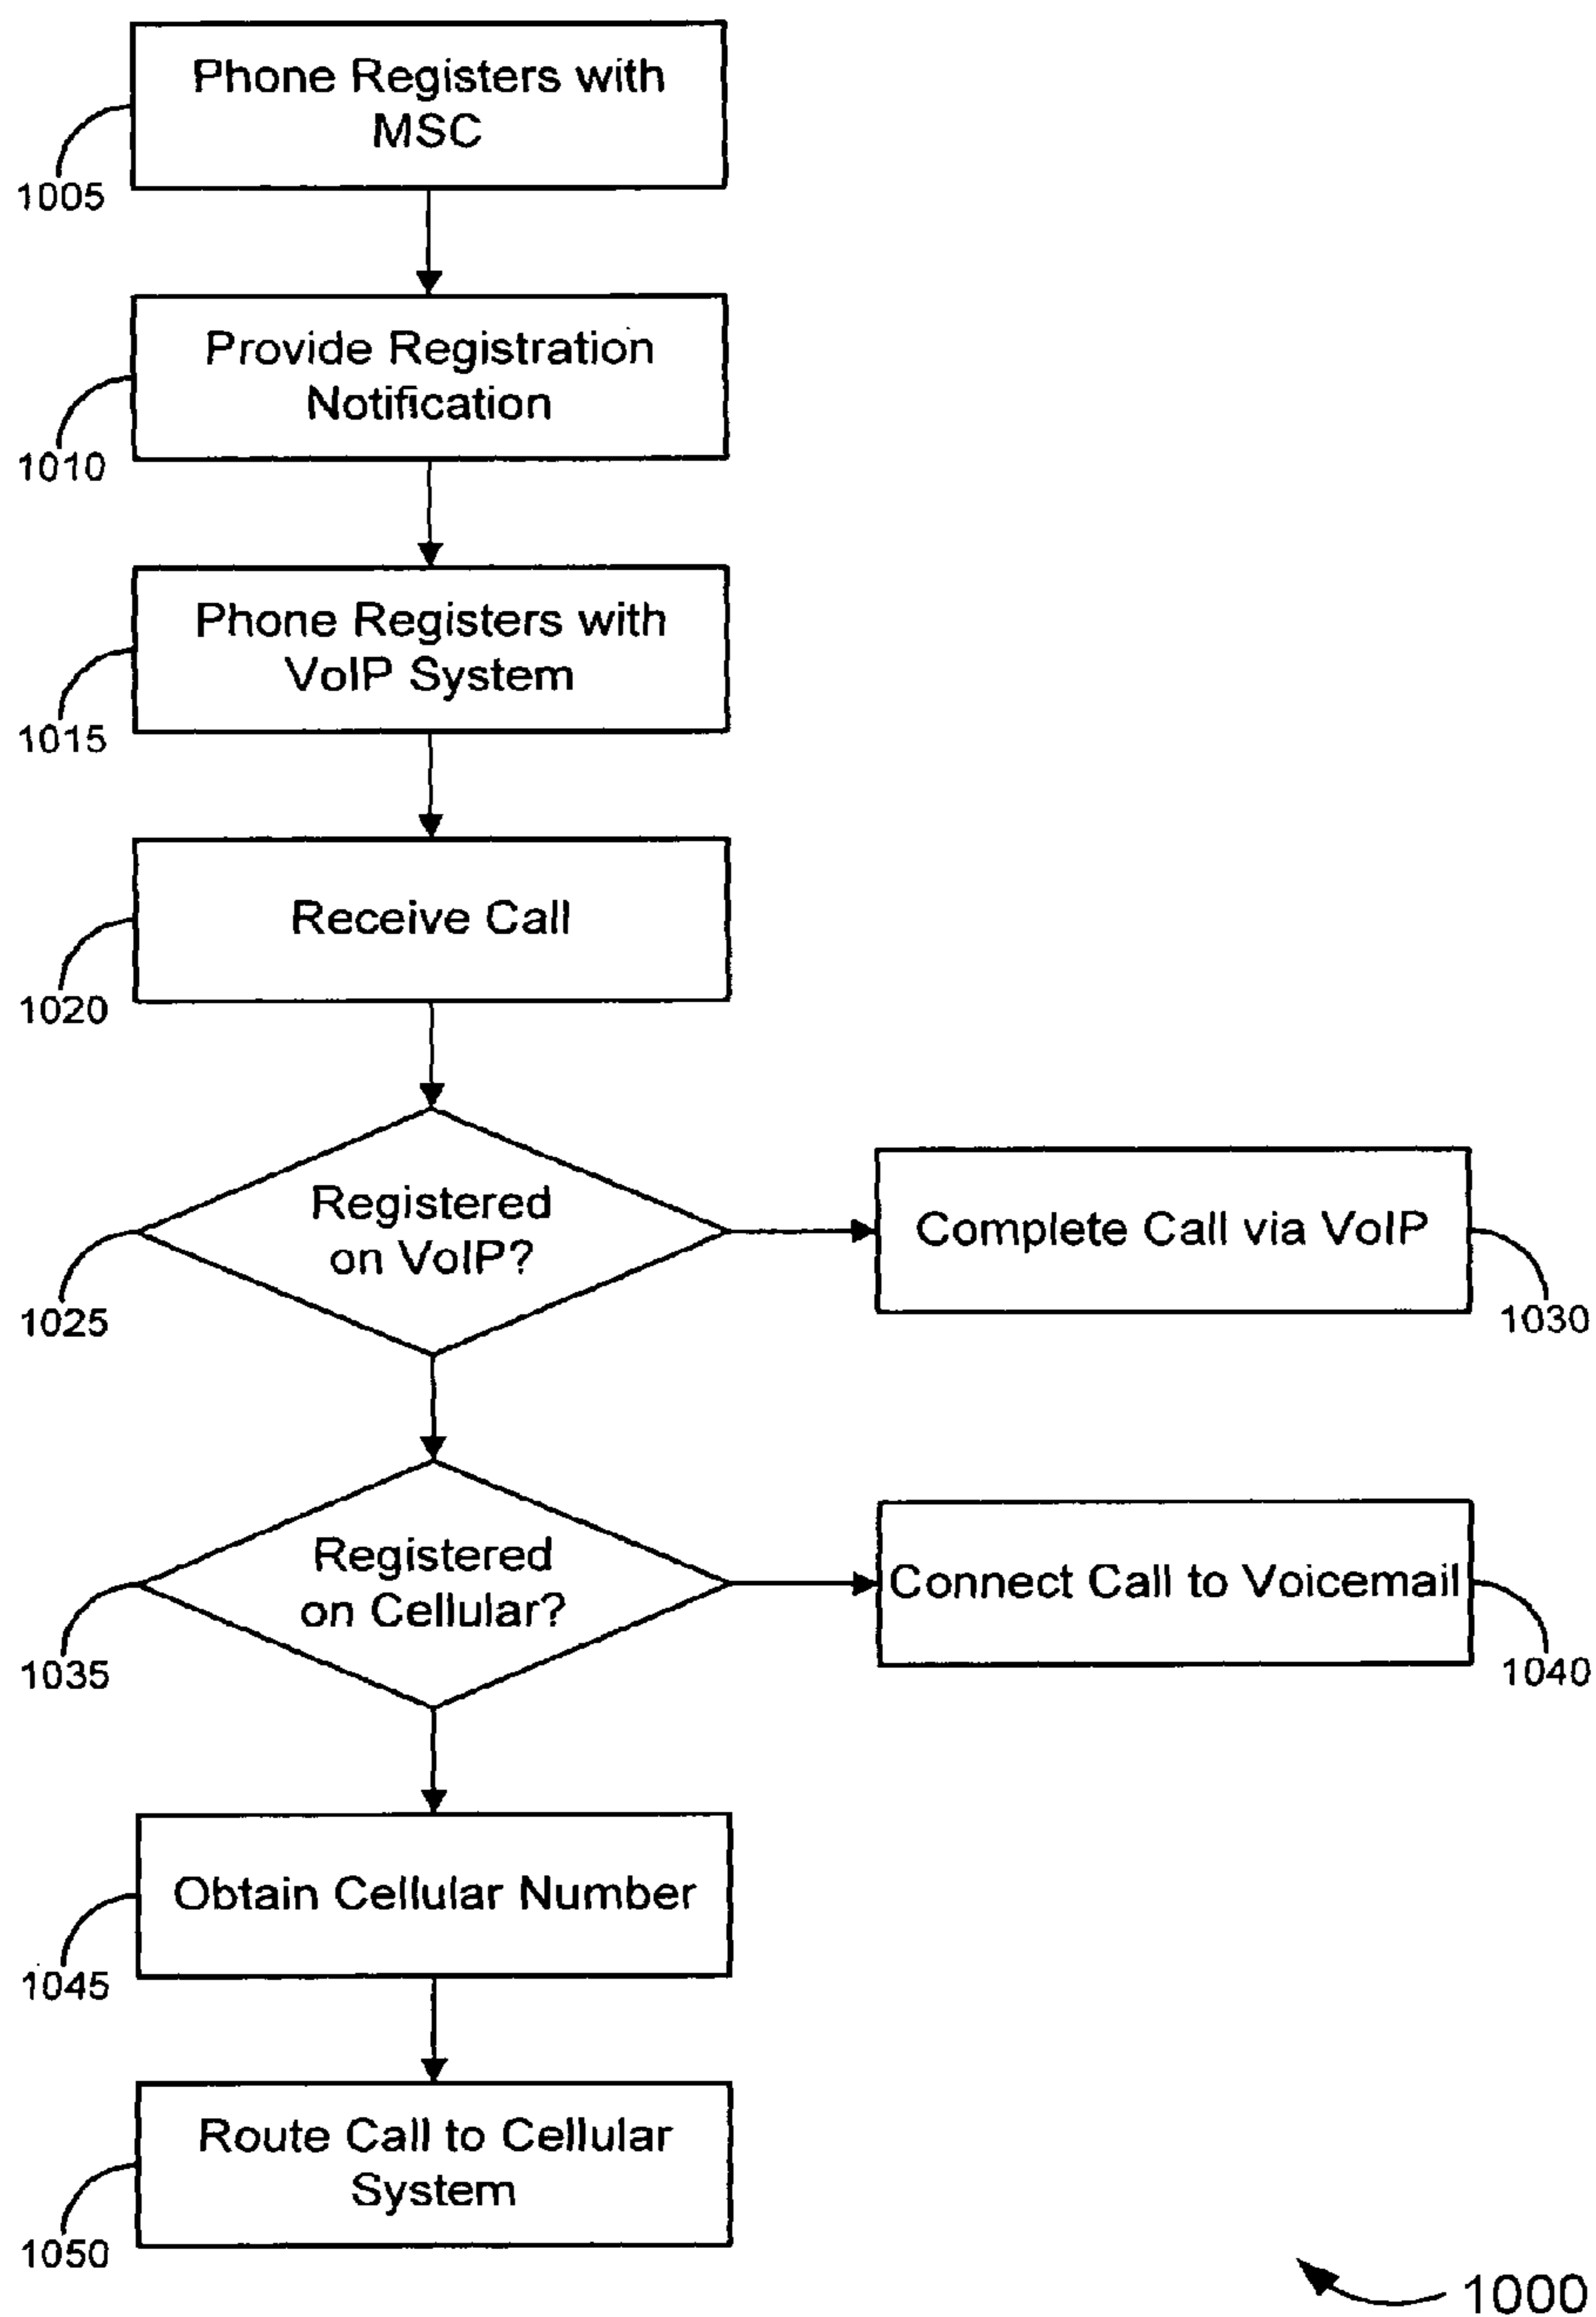 Phone Registers with
MSC
1005
Provide Registration
Notification
1010
Phone Registers with
VoIP System
1015
Receive Call
1020
Registered
on VoIP?
1025
Complete Call via VoIP
1030
Registered
on Cellular?
1035
Connect Call to Voicemail
1040
Obtain Cellular Number
1045
Route Call to Cellular
System
1050
1000